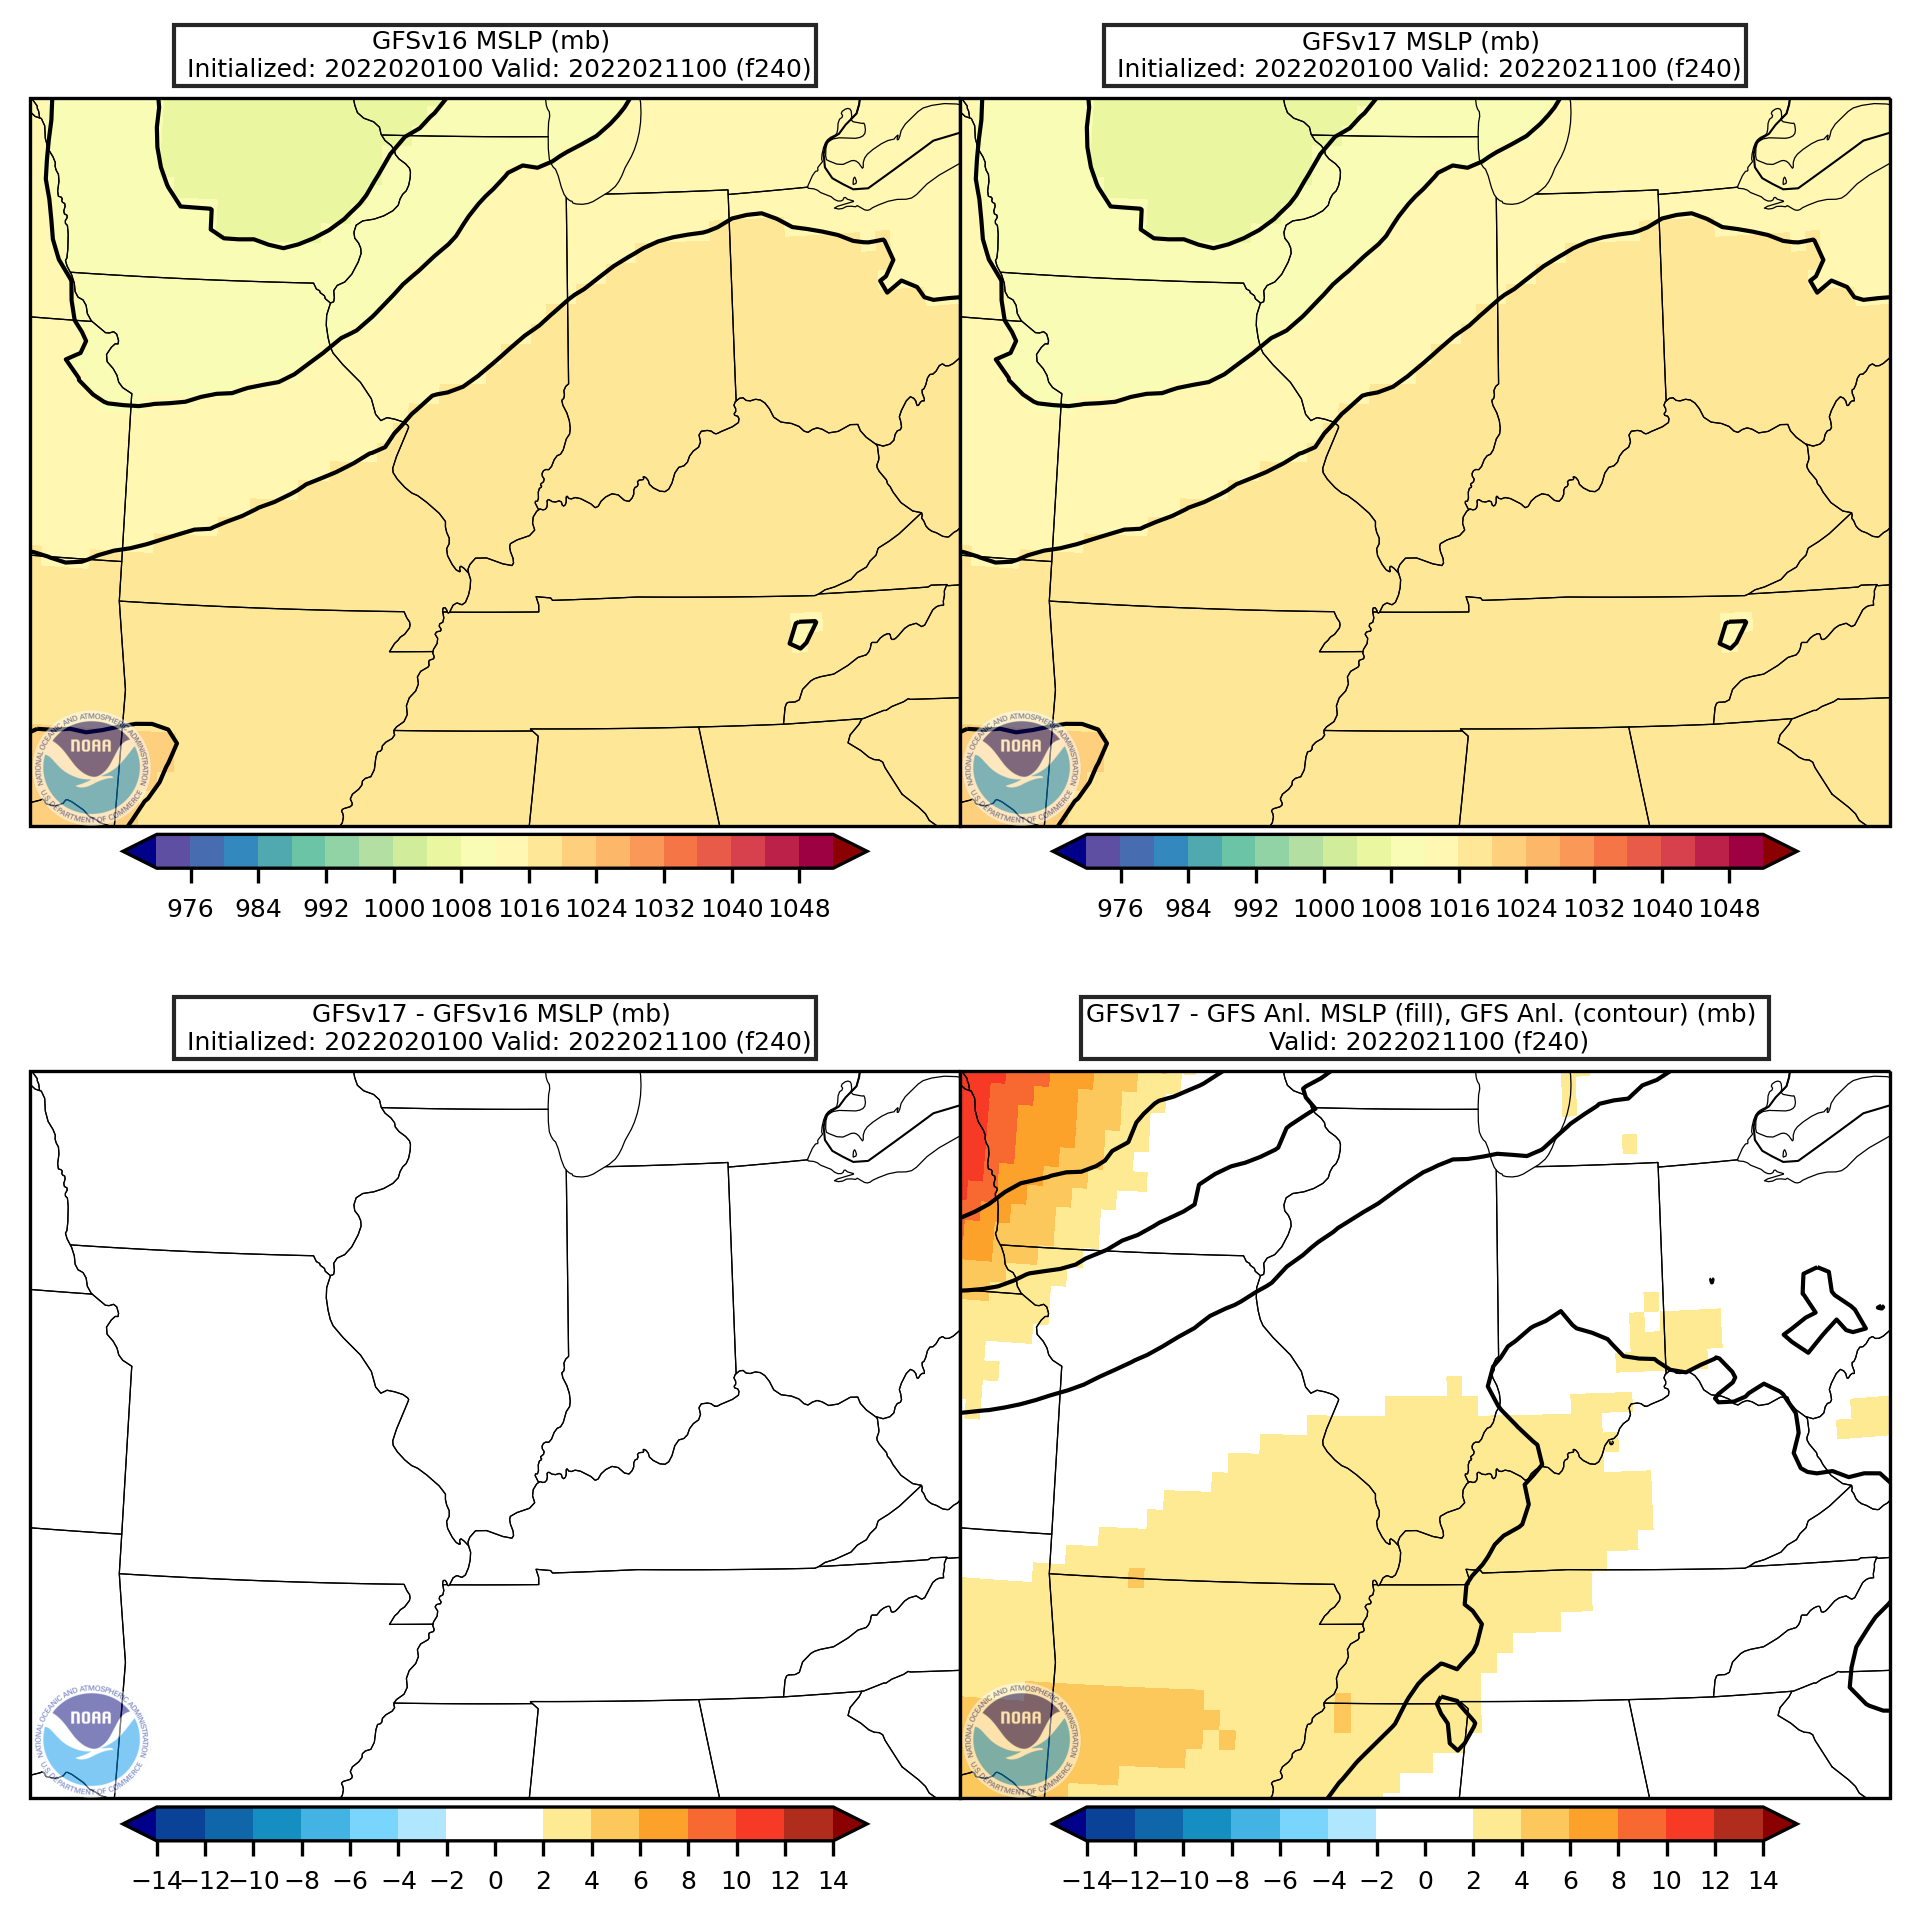 GFSv16 MSLP (mb)
Initialized: 2022020100 Valid: 2022021100 (f240)
GFSv17 MSLP (mb)
Initialized: 2022020100 Valid: 2022021100 (f240)
NATIONAL OCEANIC AND ATMOSPHERIC ADMINISTRATION
NOAA
U.S. DEPARTMENT OF COMMERCE
NATIONAL OCEANIC AND ATMOSPHERIC ADMINISTRATION
NOAA
U.S. DEPARTMENT OF COMMERCE
976 984 992 1000 1008 1016 1024 1032 1040 1048
976 984 992 1000 1008 1016 1024 1032 1040 1048
GFSv17 - GFSv16 MSLP (mb)
Initialized: 2022020100 Valid: 2022021100 (f240)
GFSv17 - GFS Anl. MSLP (fill), GFS Anl. (contour) (mb)
Valid: 2022021100 (f240)
NATIONAL OCEANIC AND ATMOSPHERIC ADMINISTRATION
NOAA
U.S. DEPARTMENT OF COMMERCE
NATIONAL OCEANIC AND ATMOSPHERIC ADMINISTRATION
NOAA
U.S. DEPARTMENT OF COMMERCE
−14 −12 −10 −8 −6 −4 −2 0 2 4 6 8 10 12 14
−14 −12 −10 −8 −6 −4 −2 0 2 4 6 8 10 12 14